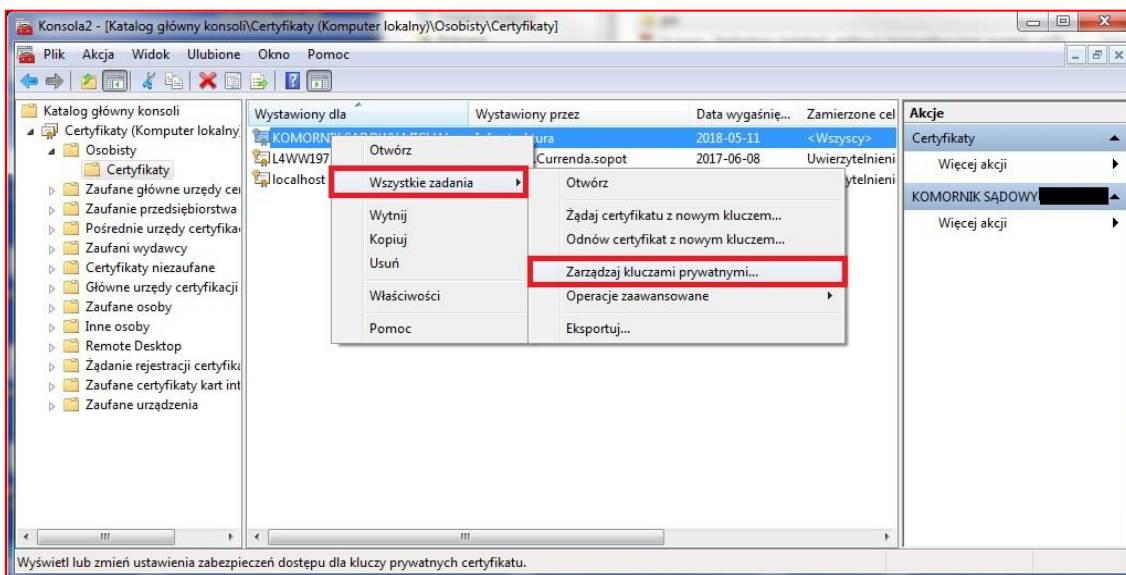 Konsola2 - [Katalog główny konsoli\Certyfikaty (Komputer lokalny)\Osobisty\Certyfikaty]
Plik Akcja Widok Ulubione Okno Pomoc
Katalog główny konsoli
Certyfikaty (Komputer lokalny
Osobisty
Certyfikaty
Zaufane główne urzędy cer
Zaufanie przedsiębiorstwa
Pośrednie urzędy certyfika
Zaufani wydawcy
Certyfikaty niezaufane
Główne urzędy certyfikacji
Zaufane osoby
Inne osoby
Remote Desktop
Żądanie rejestracji certyfika
Zaufane certyfikaty kart int
Zaufane urządzenia
Wystawiony dla Wystawiony przez Data wygaśnię... Zamierzone cel
KOMORNIK 2018-05-11 <Wszyscy>
L4WW197 .Currenda.sopot 2017-06-08 Uwierzytelnieni
localhost ytelnieni
Otwórz
Wszystkie zadania
Wytnij
Kopiuj
Usuń
Właściwości
Pomoc
Otwórz
Żądaj certyfikatu z nowym kluczem...
Odnów certyfikat z nowym kluczem...
Zarządzaj kluczami prywatnymi...
Operacje zaawansowane
Eksportuj...
Akcje
Certyfikaty
Więcej akcji
KOMORNIK SĄDOWY
Więcej akcji
Wyświetl lub zmień ustawienia zabezpieczeń dostępu dla kluczy prywatnych certyfikatu.